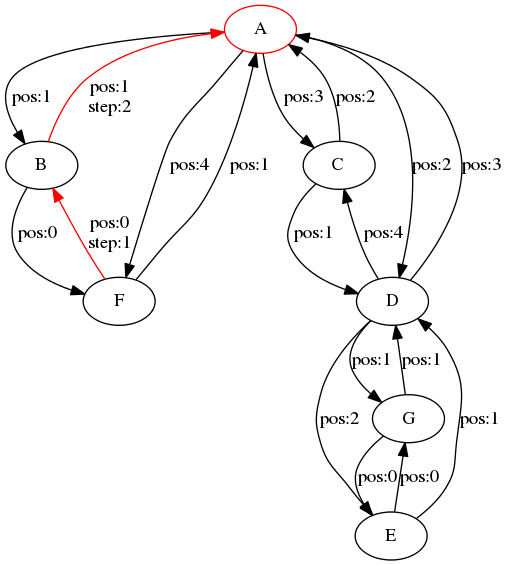 A
pos:1
pos:1
step:2
pos:3
pos:2
B
pos:4
pos:1
C
pos:2
pos:3
pos:0
pos:0
step:1
pos:1
pos:4
F
D
pos:1
pos:1
pos:2
G
pos:1
pos:0
pos:0
E